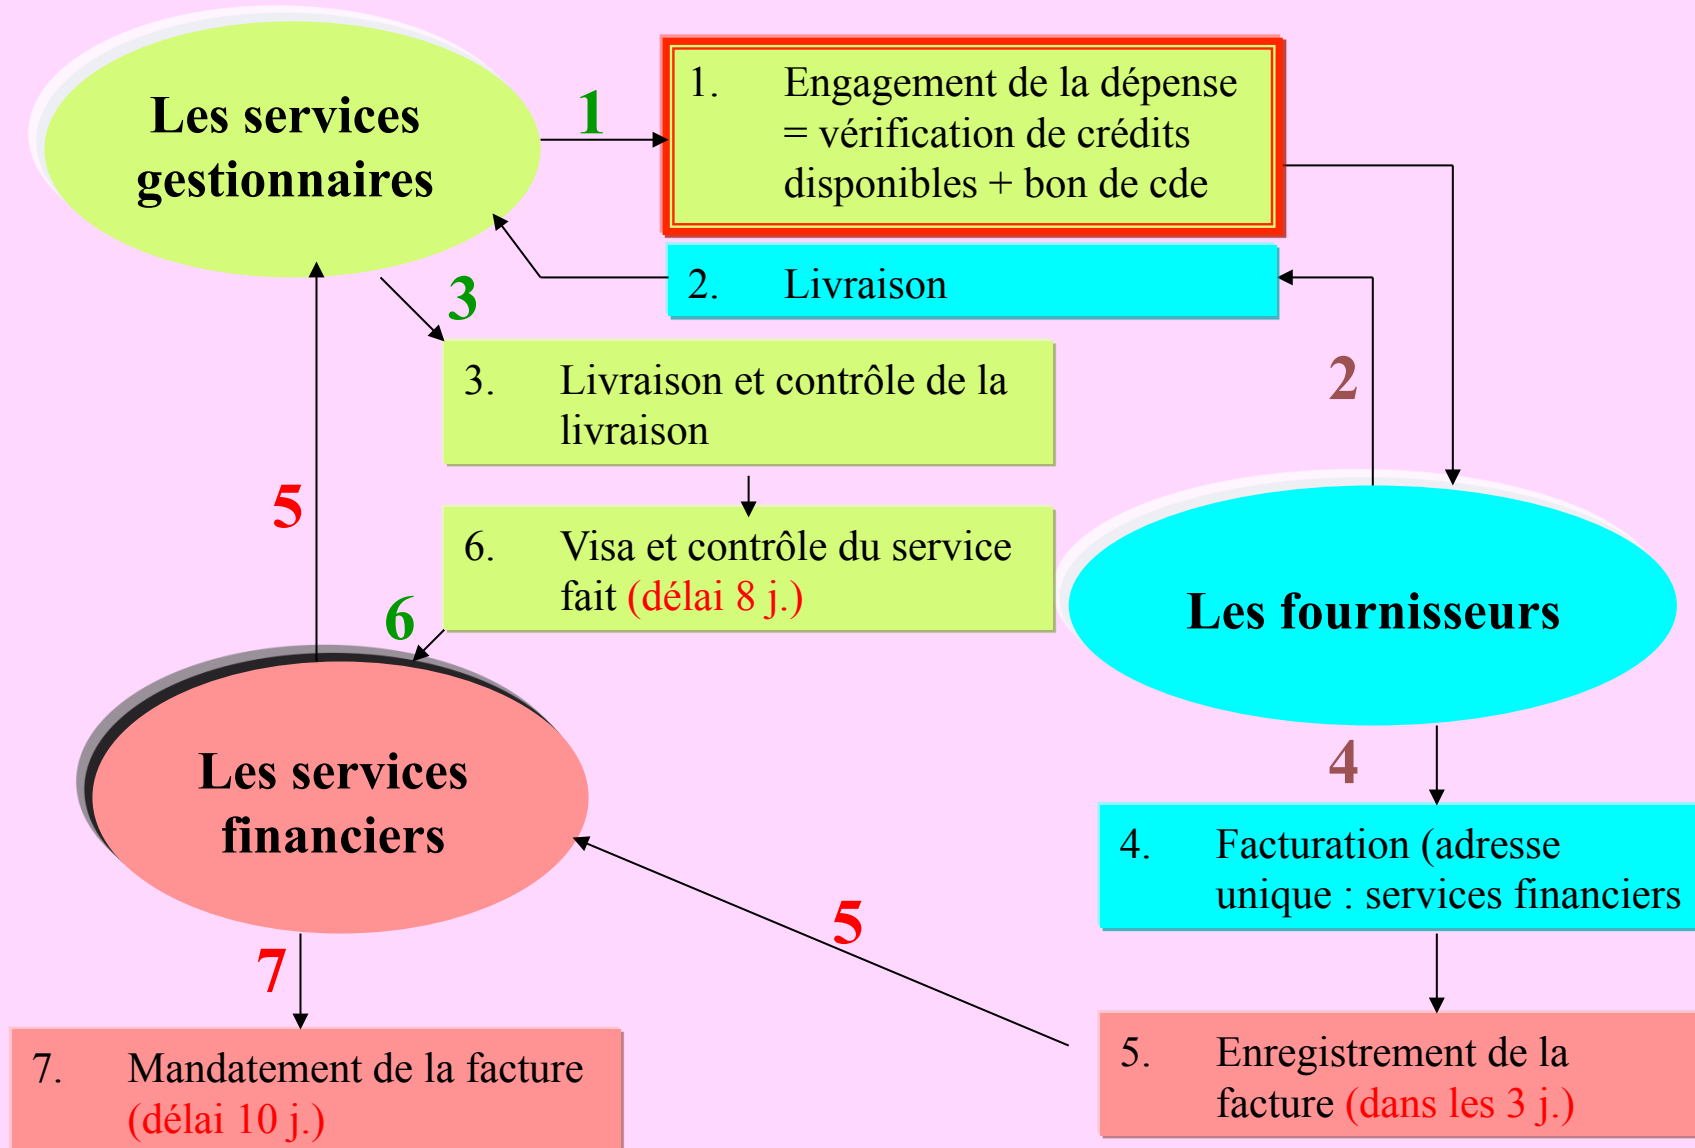 Les services
gestionnaires
1
1. Engagement de la dépense
= vérification de crédits
disponibles + bon de cde
2. Livraison
3
3. Livraison et contrôle de la
livraison
2
5
6. Visa et contrôle du service
fait (délai 8 j.)
6
Les fournisseurs
Les services
financiers
4
4. Facturation (adresse
unique : services financiers
5
7
5. Enregistrement de la
facture (dans les 3 j.)
7. Mandatement de la facture
(délai 10 j.)